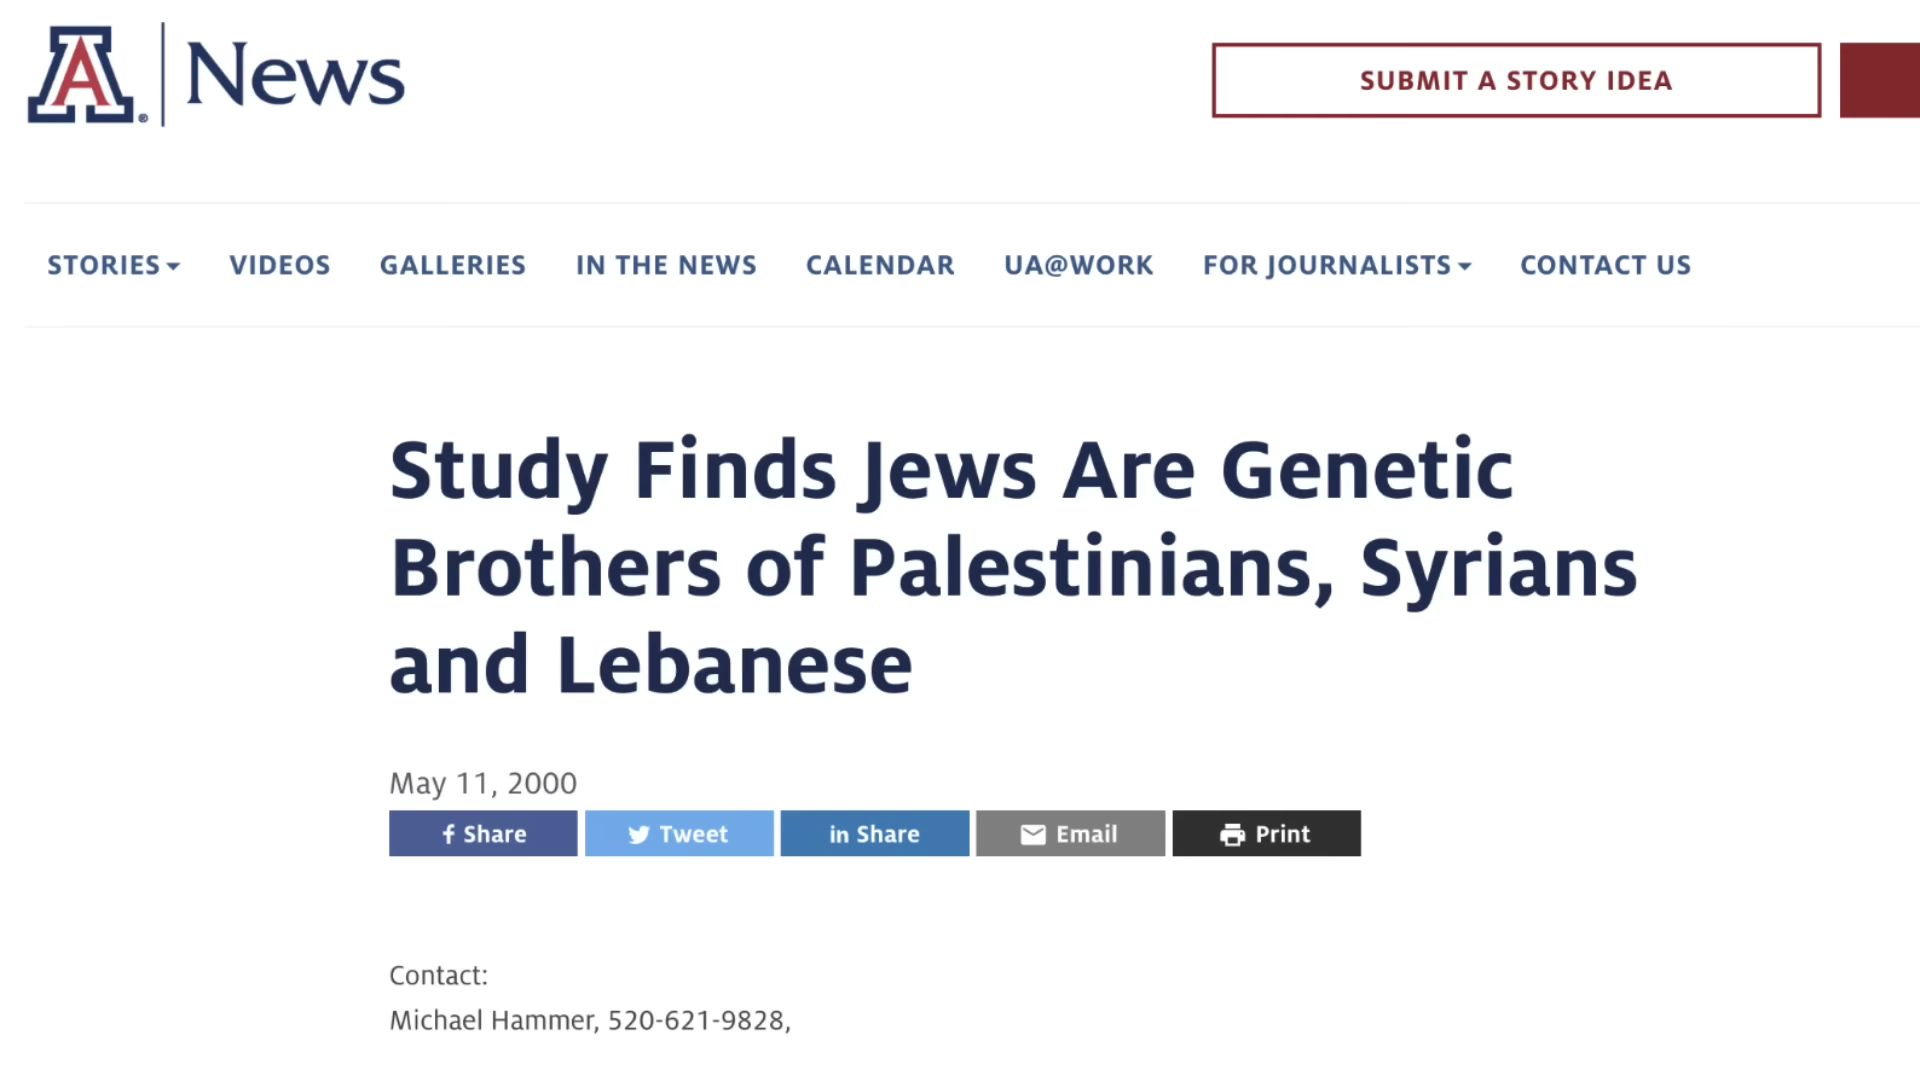 A® News
SUBMIT A STORY IDEA
STORIES VIDEOS GALLERIES IN THE NEWS CALENDAR UA@WORK FOR JOURNALISTS CONTACT US
Study Finds Jews Are Genetic
Brothers of Palestinians, Syrians
and Lebanese
May 11, 2000
f Share Tweet in Share Email Print
Contact:
Michael Hammer, 520-621-9828,